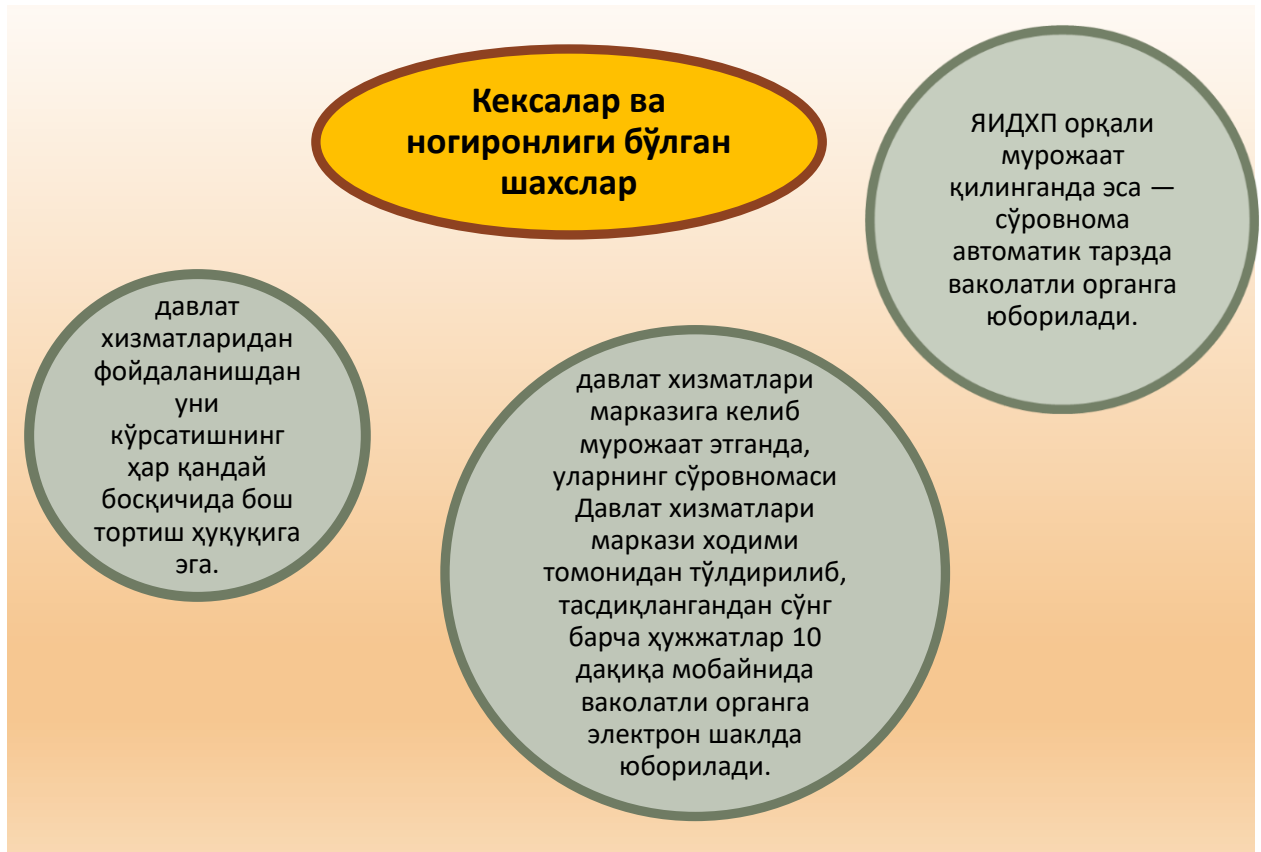 Кексалар ва
ногиронлиги бўлган
шахслар
давлат
хизматларидан
фойдаланишдан
уни
кўрсатишнинг
ҳар қандай
босқичида бош
тортиш ҳуқуқига
эга.
давлат хизматлари
марказига келиб
мурожаат этганда,
уларнинг сўровномаси
Давлат хизматлари
маркази ходими
томонидан тўлдирилиб,
тасдиқлангандан сўнг
барча ҳужжатлар 10
дақиқа мобайнида
ваколатли органга
электрон шаклда
юборилади.
ЯИДХП орқали
мурожаат
қилинганда эса —
сўровнома
автоматик тарзда
ваколатли органга
юборилади.